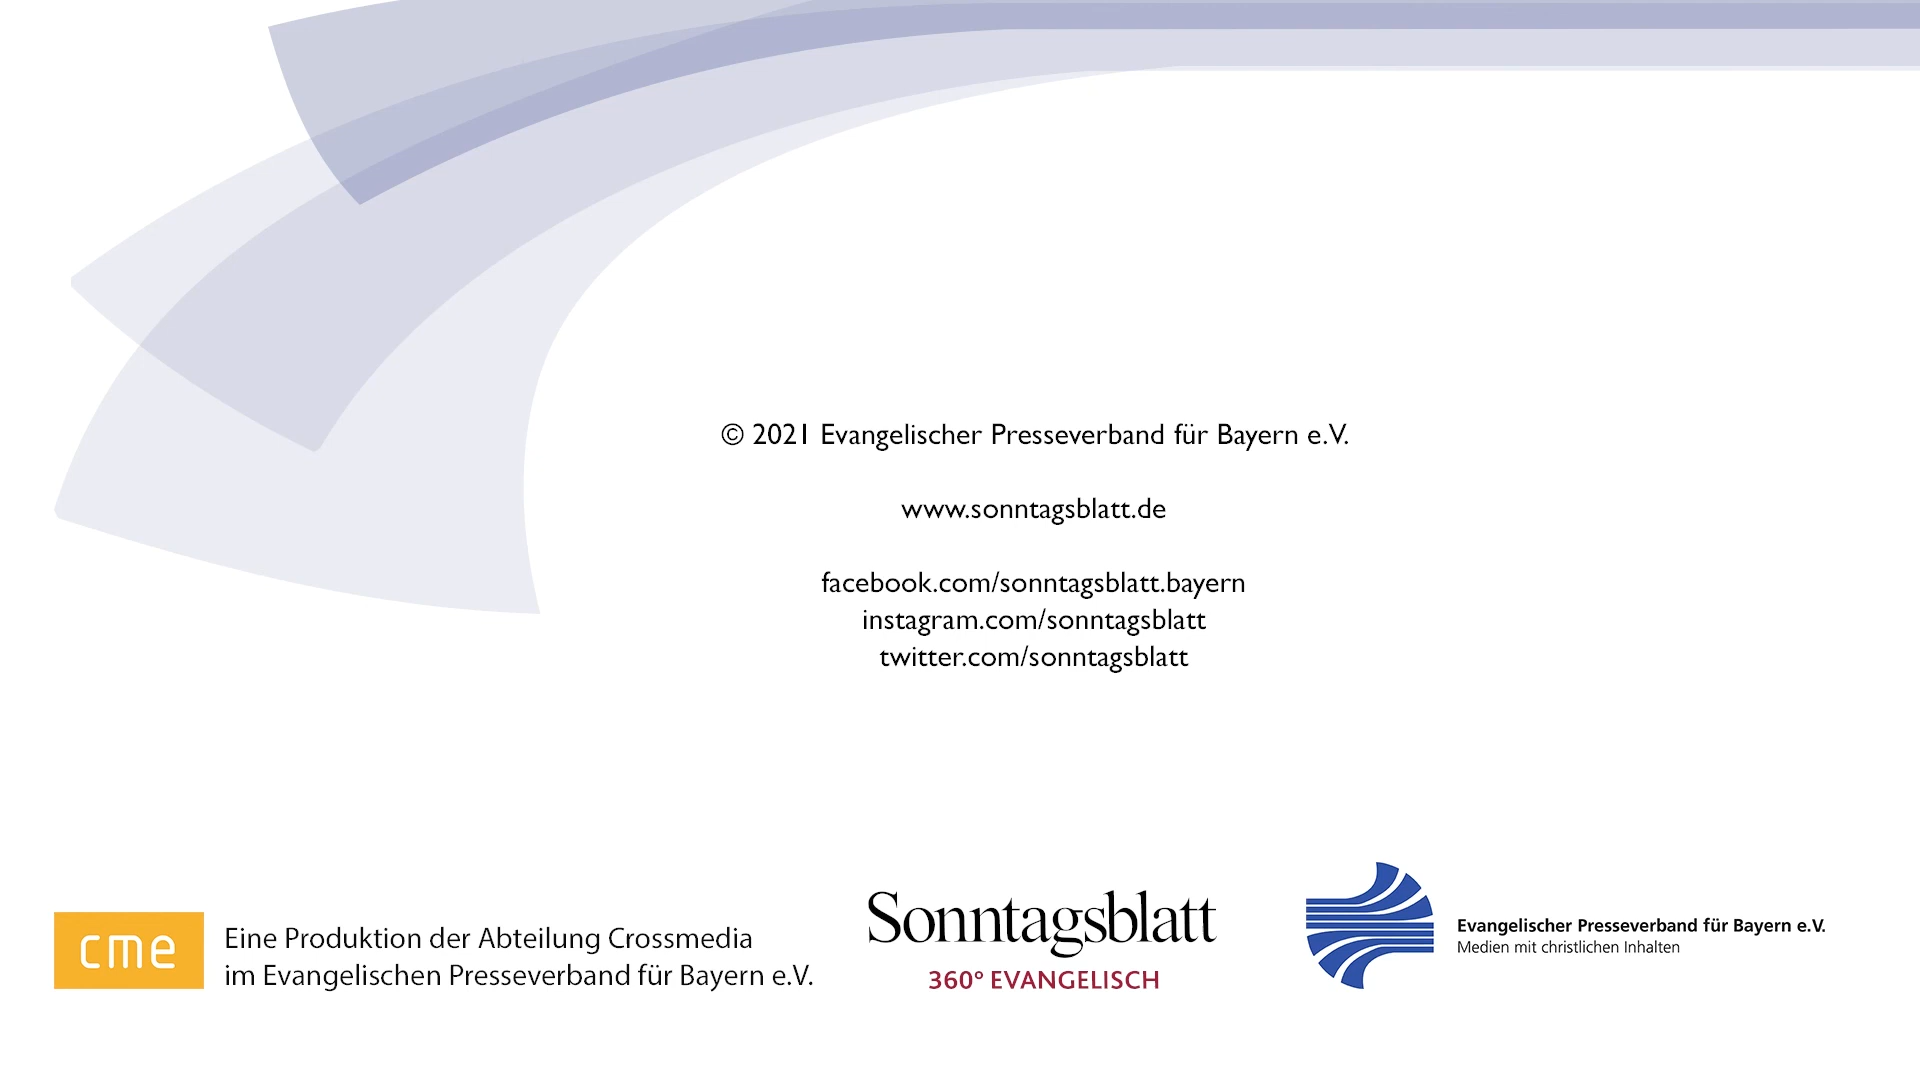 © 2021 Evangelischer Presseverband für Bayern e.V.
www.sonntagsblatt.de
facebook.com/sonntagsblatt.bayern
instagram.com/sonntagsblatt
twitter.com/sonntagsblatt
cme
Eine Produktion der Abteilung Crossmedia
im Evangelischen Presseverband für Bayern e.V.
Sonntagsblatt
360° EVANGELISCH
Evangelischer Presseverband für Bayern e.V.
Medien mit christlichen Inhalten